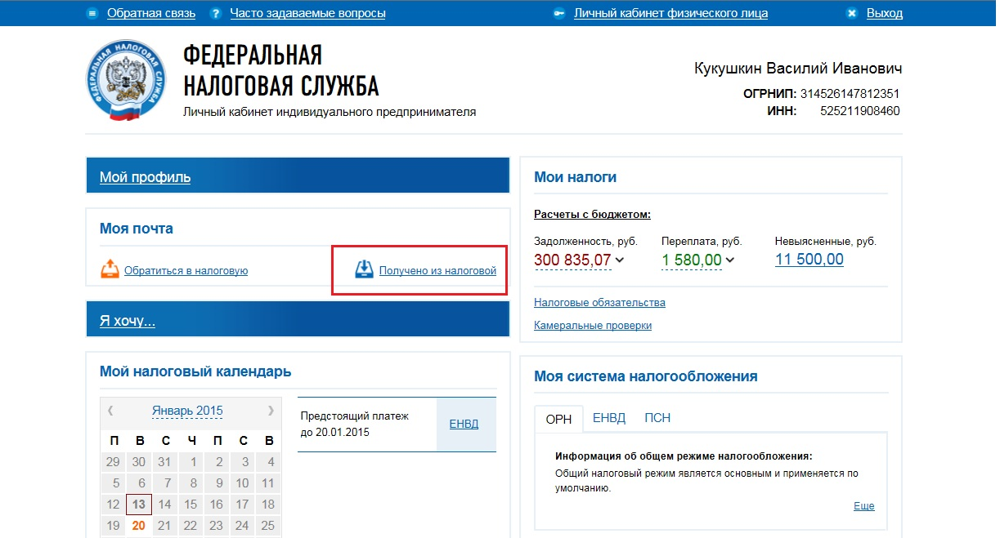 Обратная связь
? Часто задаваемые вопросы
Личный кабинет физического лица
Выход
ФЕДЕРАЛЬНАЯ НАЛОГОВАЯ СЛУЖБА
ФЕДЕРАЛЬНАЯ
НАЛОГОВАЯ СЛУЖБА
Личный кабинет индивидуального предпринимателя
Кукушкин Василий Иванович
ОГРНИП: 314526147812351
ИНН: 525211908460
Мой профиль
Моя почта
Обратиться в налоговую
Получено из налоговой
Я хочу...
Мой налоговый календарь
Январь 2015
П В С Ч П С В
29 30 31 1 2 3 4
5 6 7 8 9 10 11
12 13 14 15 16 17 18
19 20 21 22 23 24 25
Предстоящий платеж
до 20.01.2015
ЕНВД
Мои налоги
Расчеты с бюджетом:
Задолженность, руб.
300 835,07
Переплата, руб.
1 580,00
Невыясненные, руб.
11 500,00
Налоговые обязательства
Камеральные проверки
Моя система налогообложения
ОРН ЕНВД ПСН
Информация об общем режиме налогообложения:
Общий налоговый режим является основным и применяется по
умолчанию.
Еще